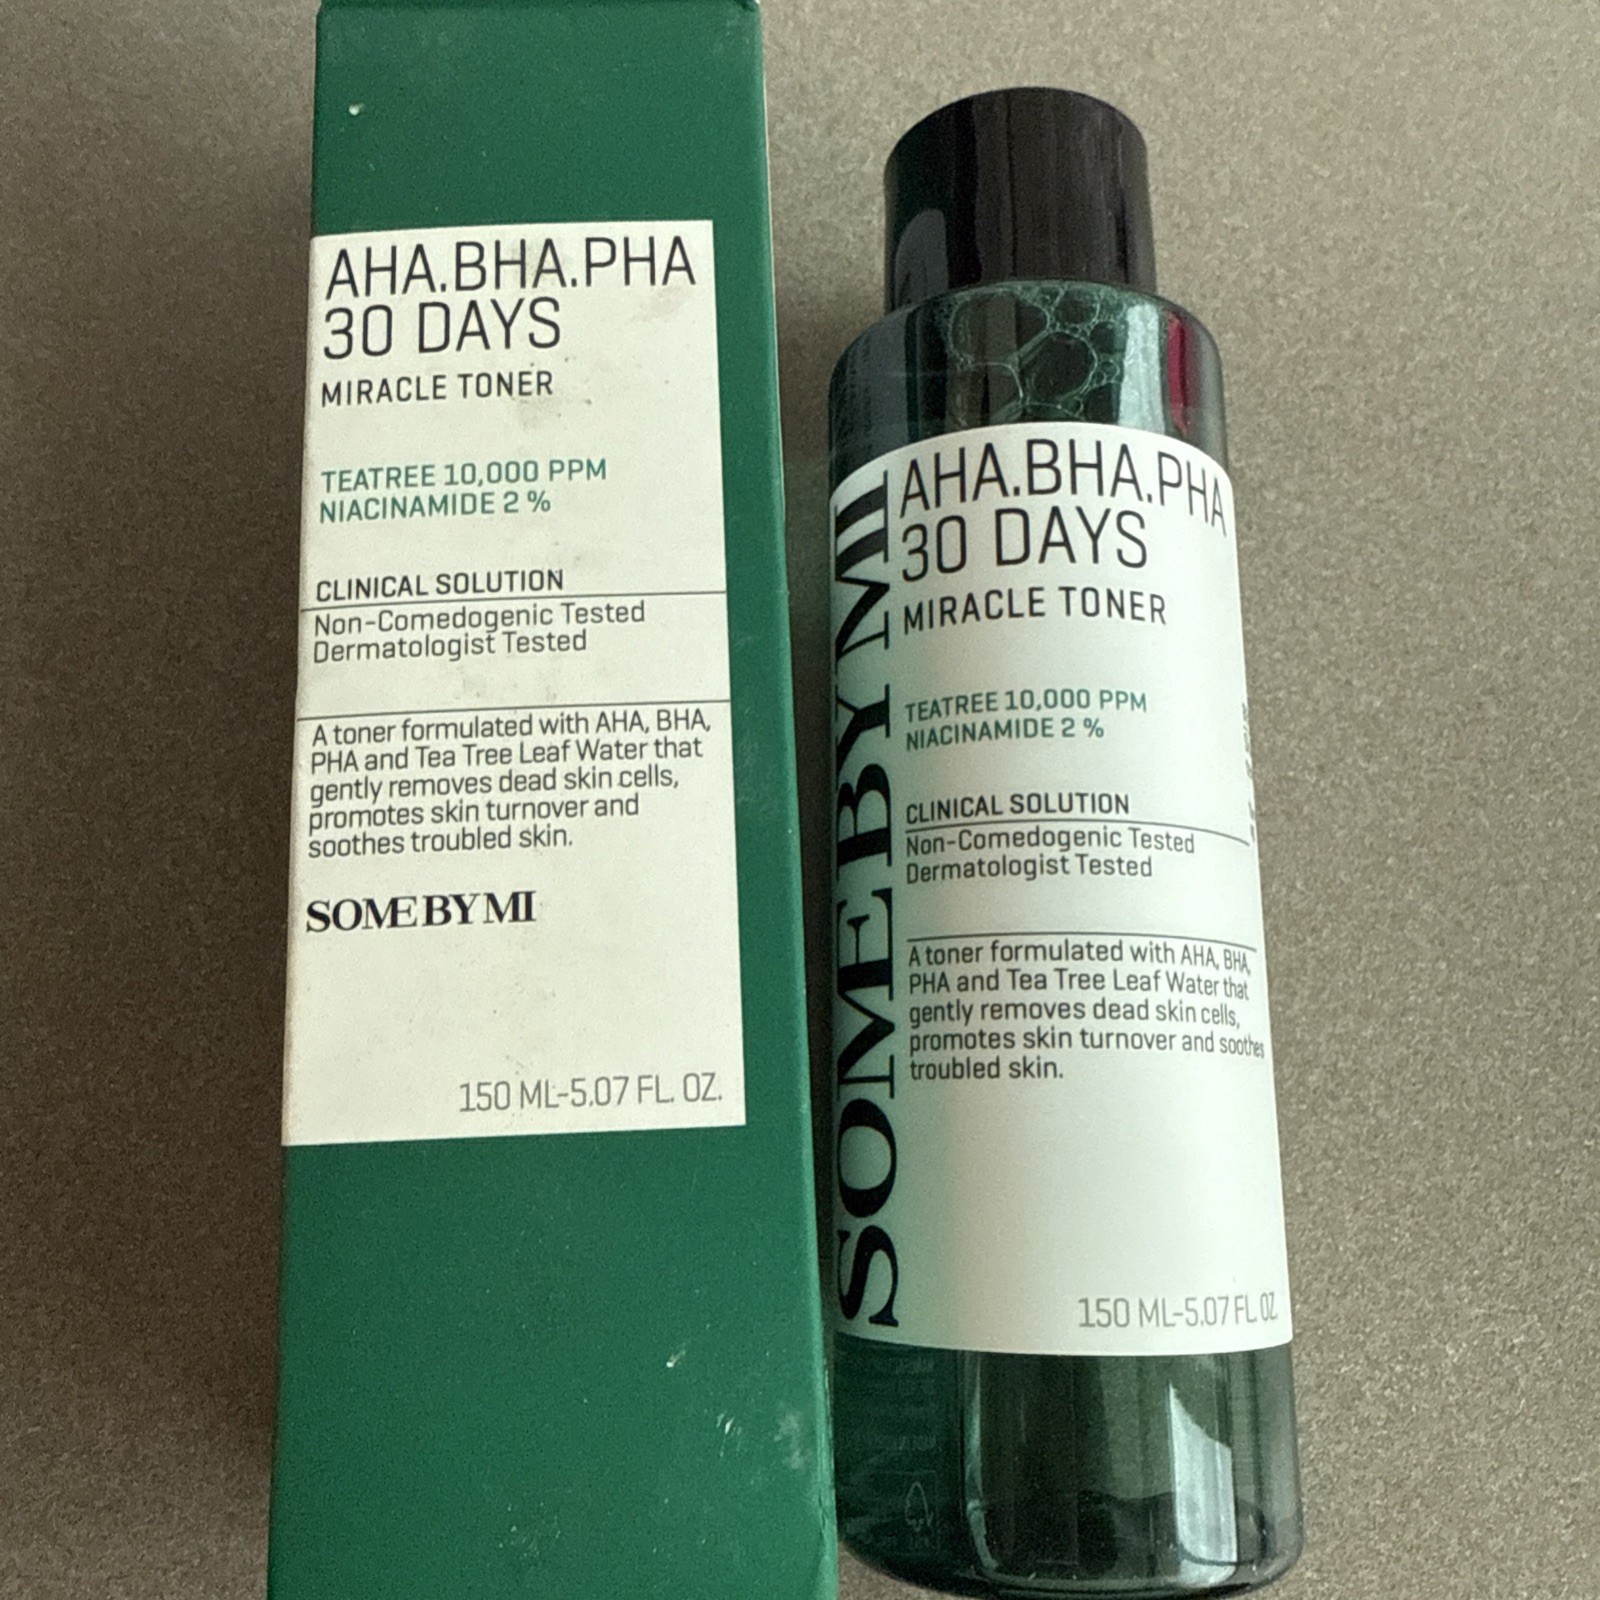 AHA.BHA.PHA
30 DAYS
MIRACLE TONER
TEATREE 10,000 PPM
NIACINAMIDE 2 %
CLINICAL SOLUTION
Non-Comedogenic Tested
Dermatologist Tested
A toner formulated with AHA, BHA,
PHA and Tea Tree Leaf Water that
gently removes dead skin cells,
promotes skin turnover and
soothes troubled skin.
SOME BY MI
150 ML-5.07 FL. OZ.
SOME BY MI
AHA.BHA.PHA
30 DAYS
MIRACLE TONER
TEATREE 10,000 PPM
NIACINAMIDE 2 %
CLINICAL SOLUTION
Non-Comedogenic Tested
Dermatologist Tested
A toner formulated with AHA, BHA,
PHA and Tea Tree Leaf Water that
gently removes dead skin cells,
promotes skin turnover and soothes
troubled skin.
150 ML-5.07 FL. OZ.